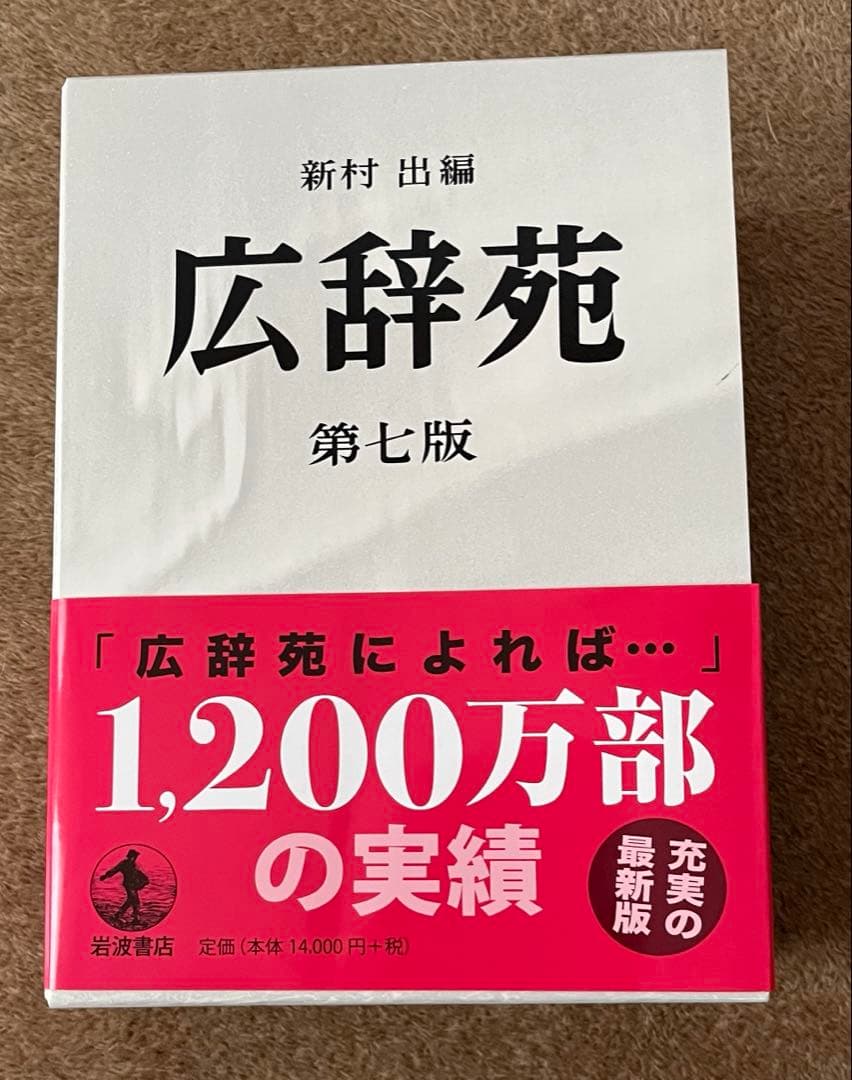 新村 出編
広辞苑
第七版
「広辞苑によれば…」
1,200万部
の実績
充実の
最新版
岩波書店
定価（本体 14,000 円＋税）